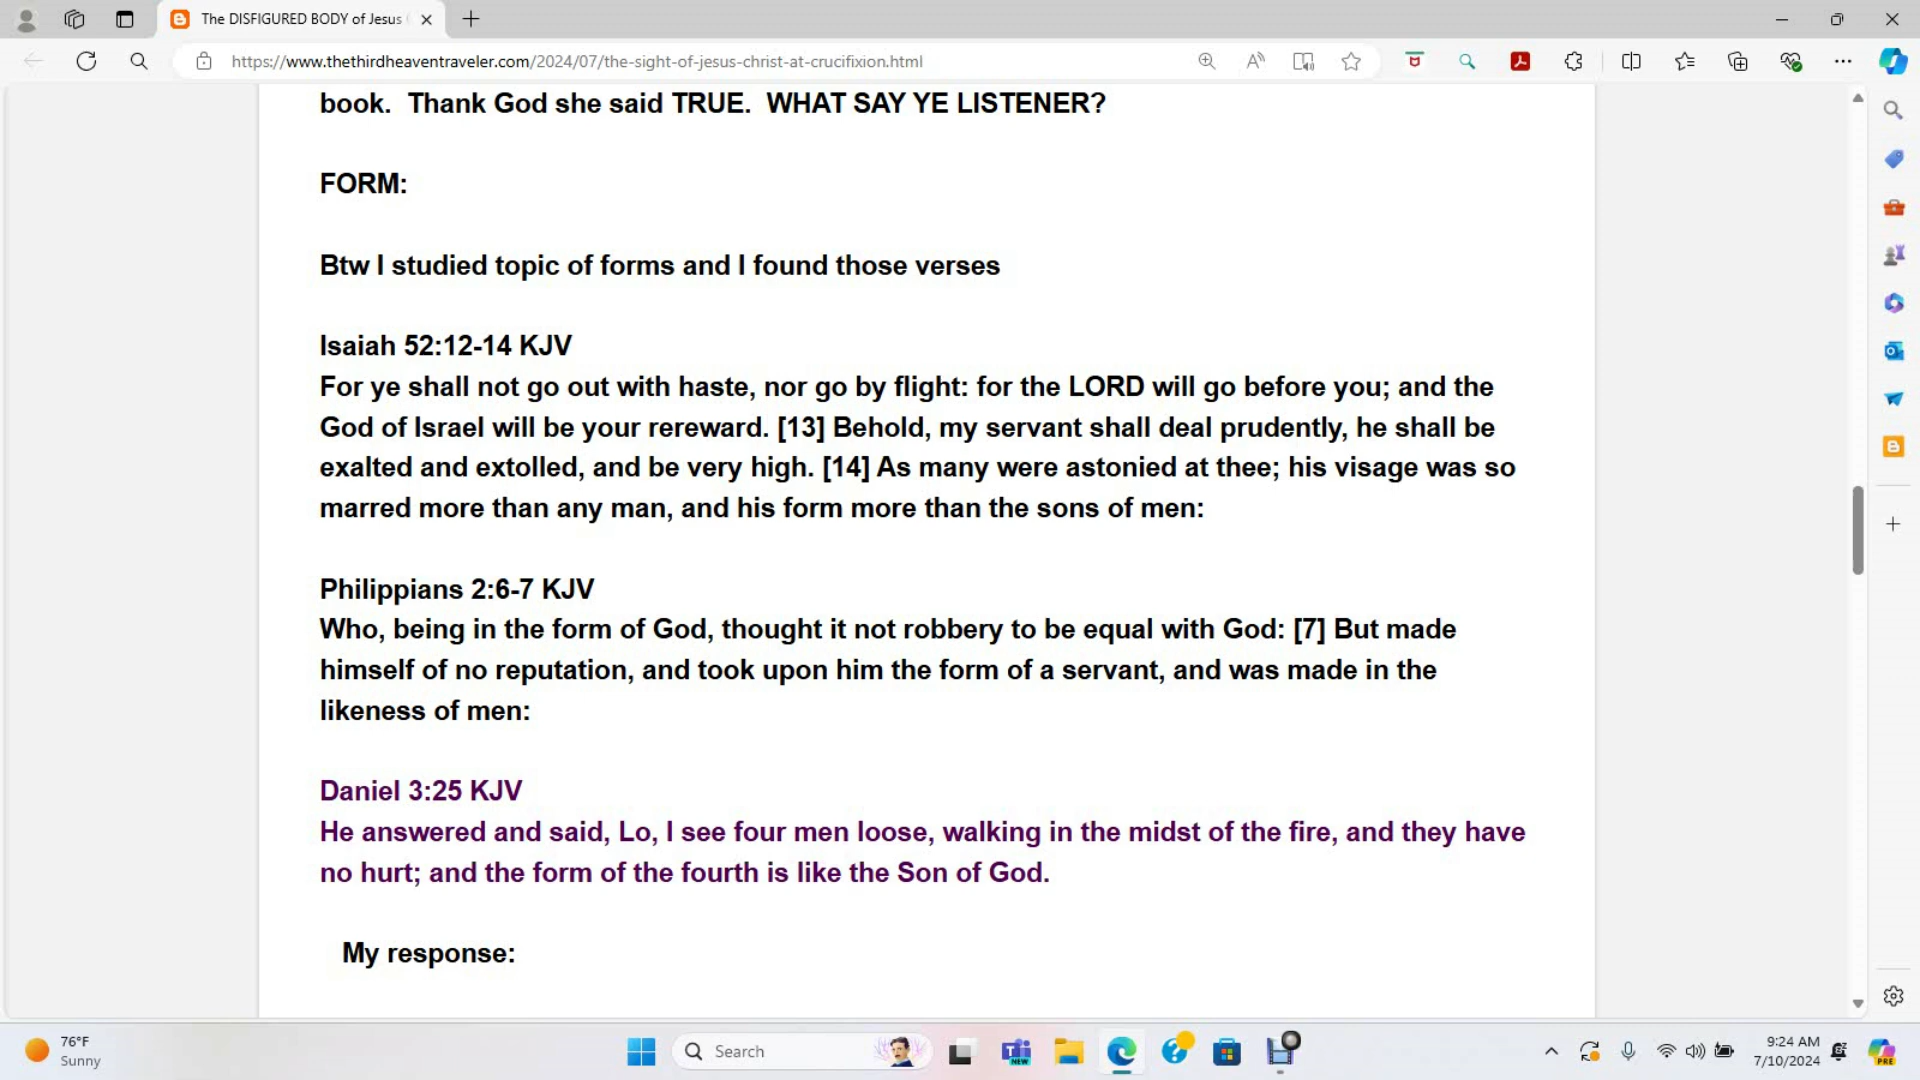 The DISFIGURED BODY of Jesus
https://www.thethirdheaventraveler.com/2024/07/the-sight-of-jesus-christ-at-crucifixion.html
book.  Thank God she said TRUE.  WHAT SAY YE LISTENER?
FORM:
Btw I studied topic of forms and I found those verses
Isaiah 52:12-14 KJV
For ye shall not go out with haste, nor go by flight: for the LORD will go before you; and the
God of Israel will be your rereward. [13] Behold, my servant shall deal prudently, he shall be
exalted and extolled, and be very high. [14] As many were astonied at thee; his visage was so
marred more than any man, and his form more than the sons of men:
Philippians 2:6-7 KJV
Who, being in the form of God, thought it not robbery to be equal with God: [7] But made
himself of no reputation, and took upon him the form of a servant, and was made in the
likeness of men:
Daniel 3:25 KJV
He answered and said, Lo, I see four men loose, walking in the midst of the fire, and they have
no hurt; and the form of the fourth is like the Son of God.
My response:
76°F
Sunny
Search
NEW
9:24 AM
7/10/2024
PRE